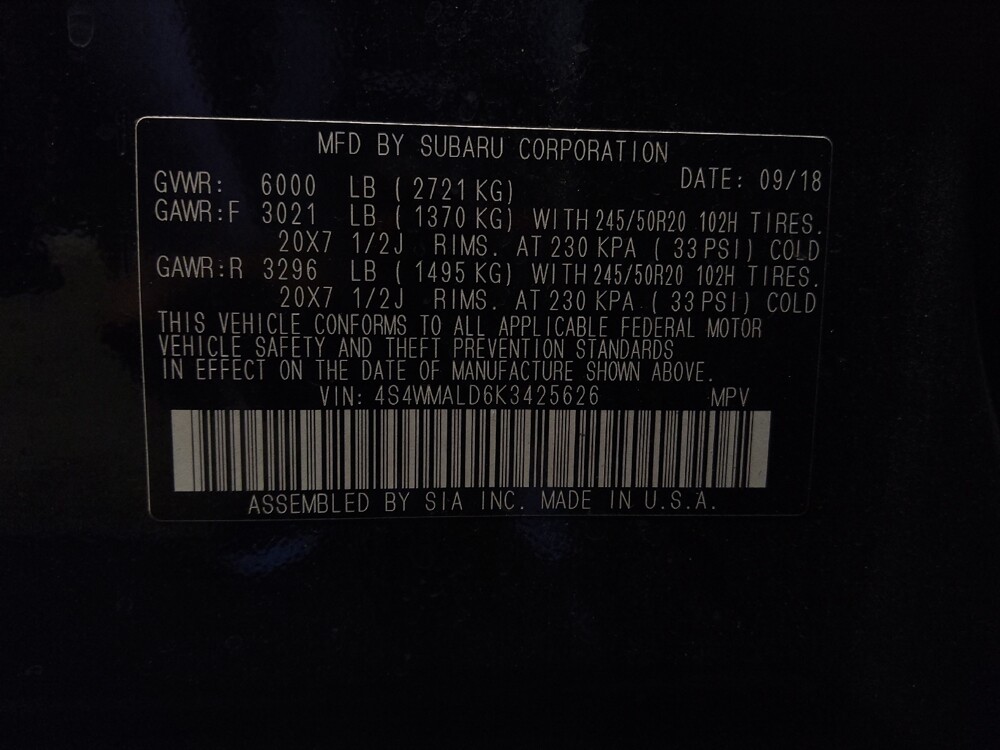 MFD BY SUBARU CORPORATION
DATE: 09/18
GVWR: 6000 LB ( 2721 KG)
GAWR:F 3021 LB ( 1370 KG) WITH 245/50R20 102H TIRES.
20X7 1/2J RIMS. AT 230 KPA ( 33 PSI) COLD
GAWR:R 3296 LB ( 1495 KG) WITH 245/50R20 102H TIRES.
20X7 1/2J RIMS. AT 230 KPA ( 33 PSI) COLD
THIS VEHICLE CONFORMS TO ALL APPLICABLE FEDERAL MOTOR
VEHICLE SAFETY AND THEFT PREVENTION STANDARDS
IN EFFECT ON THE DATE OF MANUFACTURE SHOWN ABOVE.
VIN: 4S4WMALD6K3425626 MPV
ASSEMBLED BY SIA INC. MADE IN U.S.A.